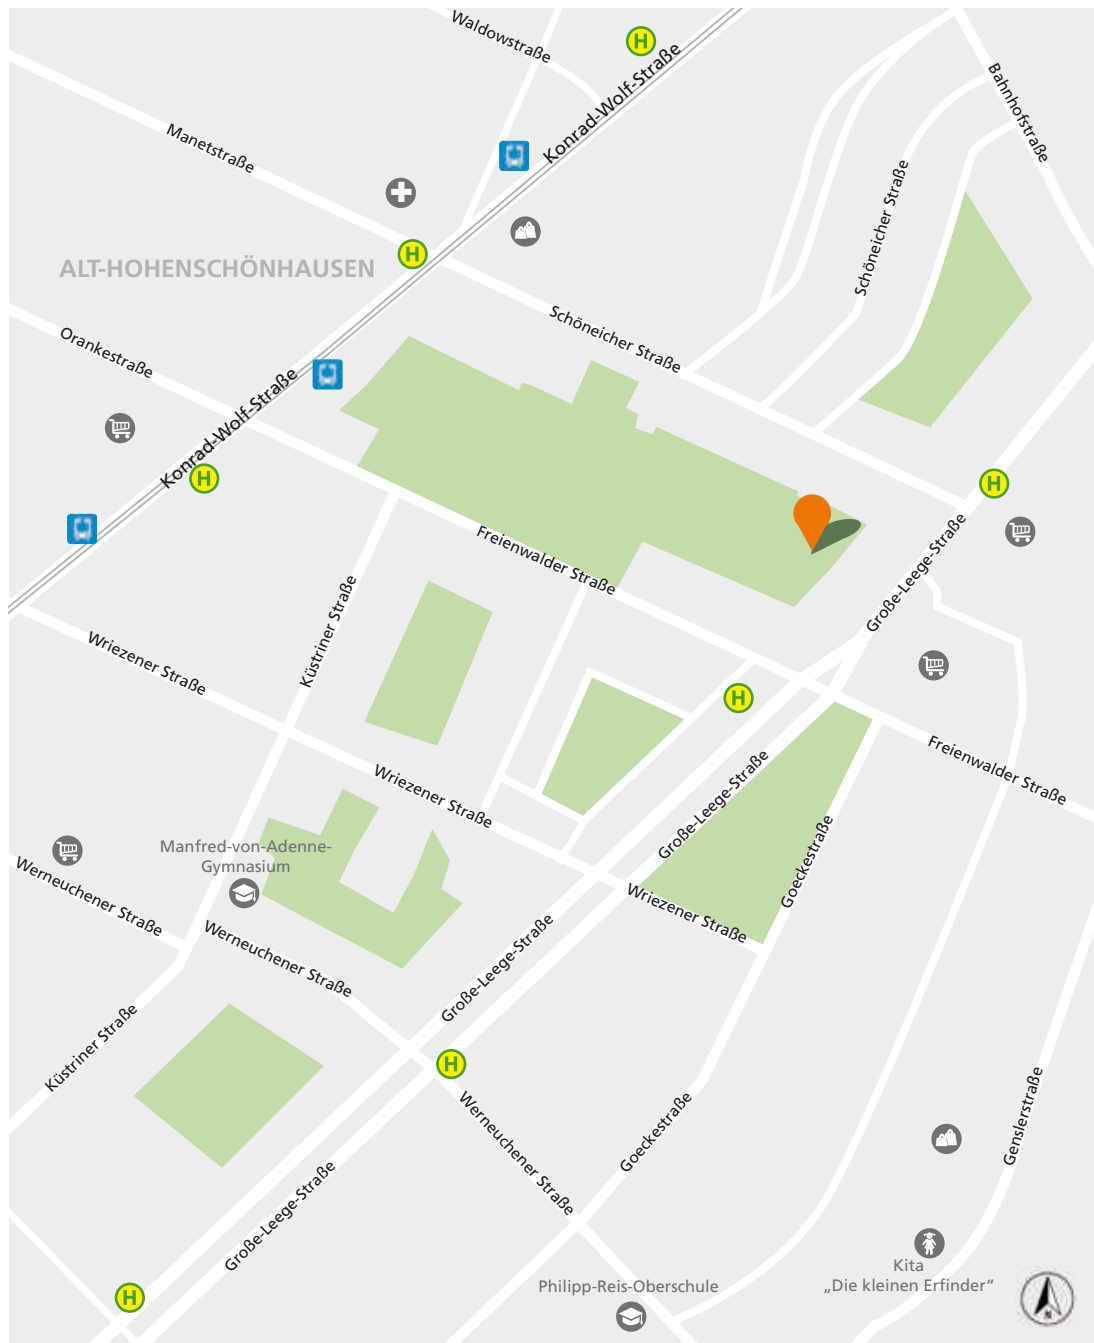 Waldowstraße
H
Konrad-Wolf-Straße
Bahnhofstraße
Manetstraße
Schöneicher Straße
H
ALT-HOHENSCHÖNHAUSEN
Schöneicher Straße
Orankestraße
Konrad-Wolf-Straße
H
H
Freienwalder Straße
Große-Leege-Straße
Küstriner Straße
Wriezener Straße
H
Freienwalder Straße
Wriezener Straße
Große-Leege-Straße
Goeckestraße
Manfred-von-Adenne-
Gymnasium
Werneuchener Straße
Wriezener Straße
Werneuchener Straße
Große-Leege-Straße
Küstriner Straße
H
Werneuchener Straße
Goeckestraße
Genslerstraße
Große-Leege-Straße
Kita
„Die kleinen Erfinder“
Philipp-Reis-Oberschule
H
N